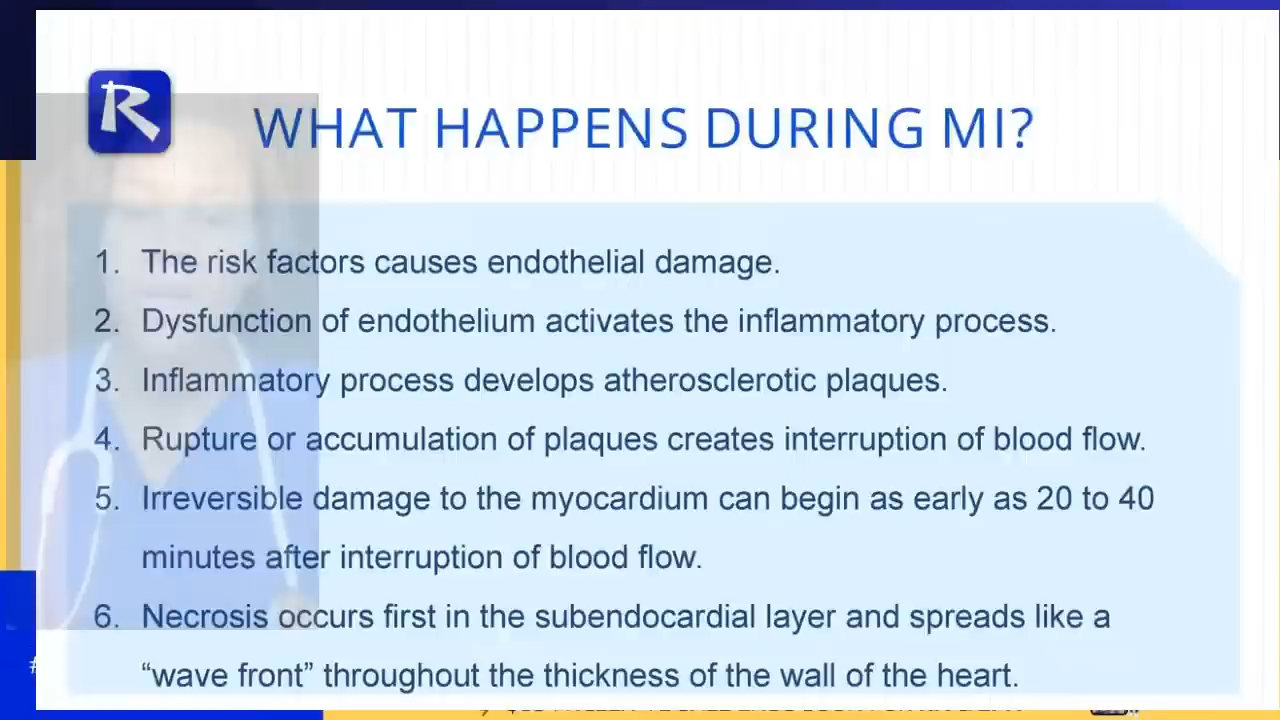 R
WHAT HAPPENS DURING MI?
1. The risk factors causes endothelial damage.
2. Dysfunction of endothelium activates the inflammatory process.
3. Inflammatory process develops atherosclerotic plaques.
4. Rupture or accumulation of plaques creates interruption of blood flow.
5. Irreversible damage to the myocardium can begin as early as 20 to 40
minutes after interruption of blood flow.
6. Necrosis occurs first in the subendocardial layer and spreads like a
“wave front” throughout the thickness of the wall of the heart.
#